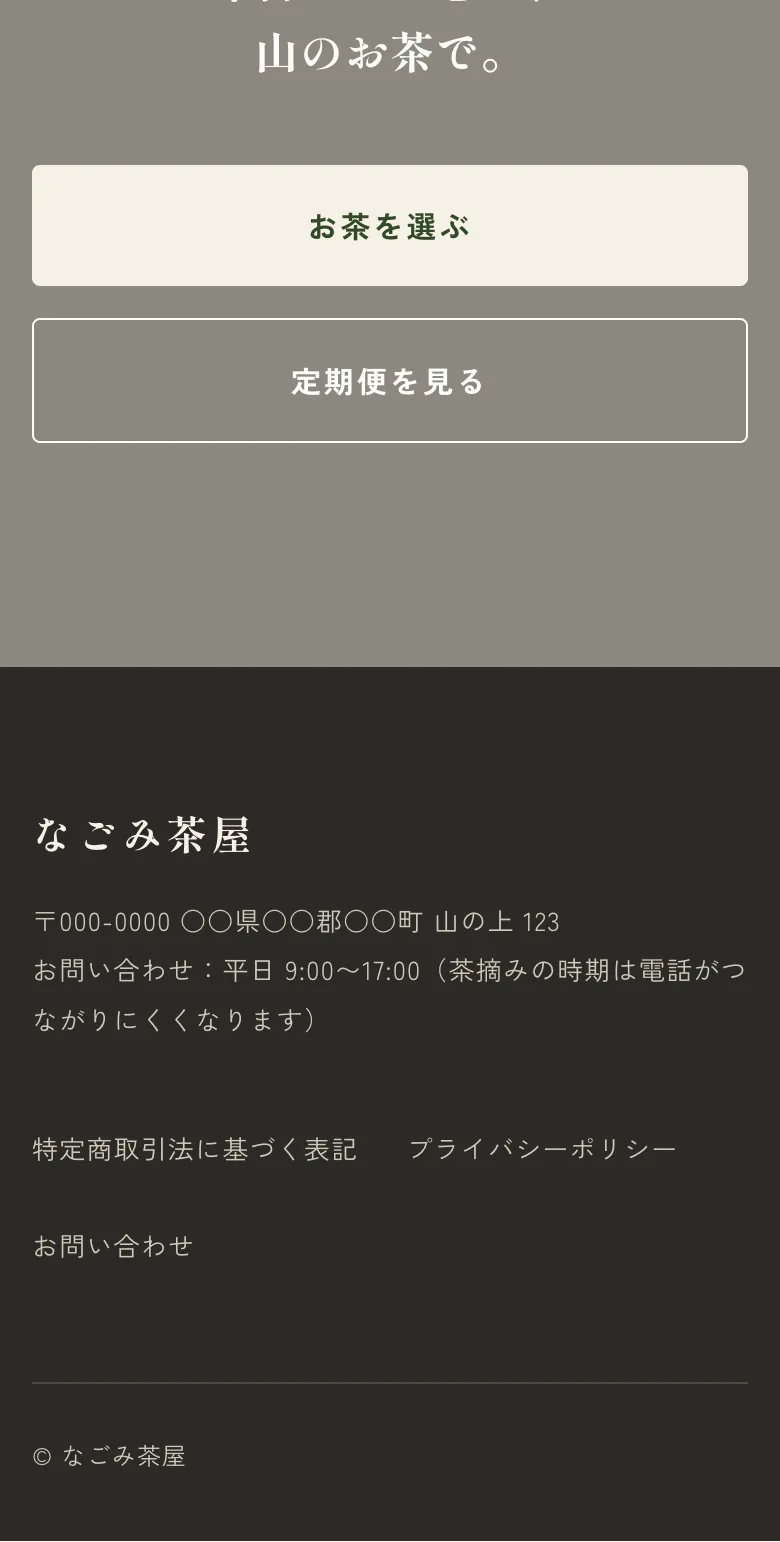 山のお茶で。
お茶を選ぶ
定期便を見る
なごみ茶屋
〒000-0000 〇〇県〇〇郡〇〇町 山の上 123
お問い合わせ：平日 9:00〜17:00（茶摘みの時期は電話がつ
ながりにくくなります）
特定商取引法に基づく表記 プライバシーポリシー
お問い合わせ
© なごみ茶屋